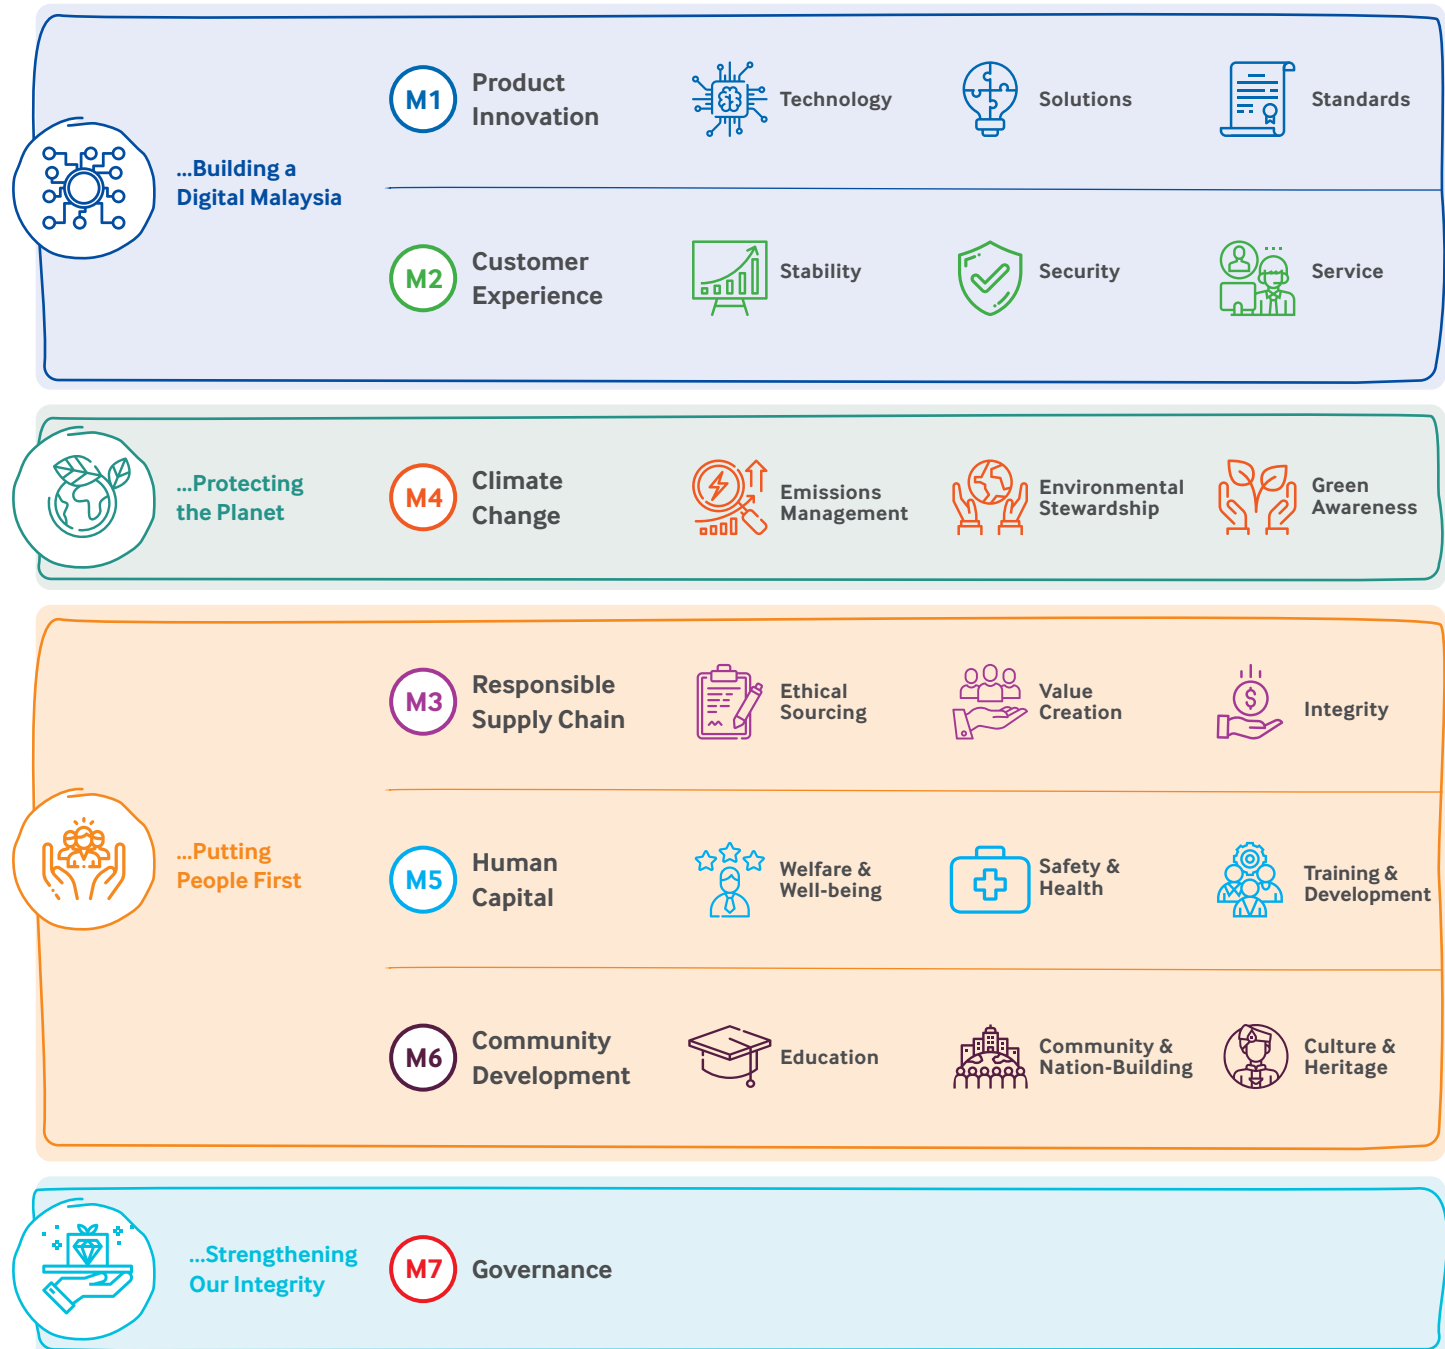 ...Building a
Digital Malaysia
M1
Product
Innovation
Technology
Solutions
Standards
M2
Customer
Experience
Stability
Security
Service
...Protecting
the Planet
M4
Climate
Change
Emissions
Management
Environmental
Stewardship
Green
Awareness
...Putting
People First
M3
Responsible
Supply Chain
Ethical
Sourcing
Value
Creation
$
Integrity
M5
Human
Capital
Welfare &
Well-being
Safety &
Health
Training &
Development
M6
Community
Development
Education
Community &
Nation-Building
Culture &
Heritage
...Strengthening
Our Integrity
M7
Governance